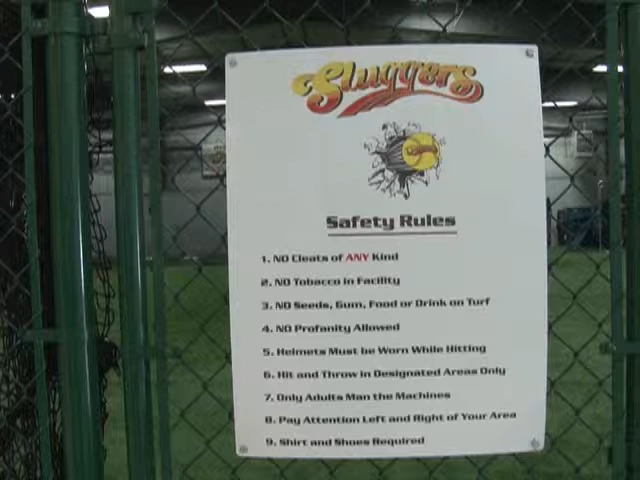 Sluggers
Safety Rules
1. NO Cleats of ANY Kind
2. NO Tobacco in Facility
3. NO Seeds, Gum, Food or Drink on Turf
4. NO Profanity Allowed
5. Helmets Must be Worn While Hitting
6. Hit and Throw in Designated Areas Only
7. Only Adults Man the Machines
8. Pay Attention Left and Right of Your Area
9. Shirt and Shoes Required